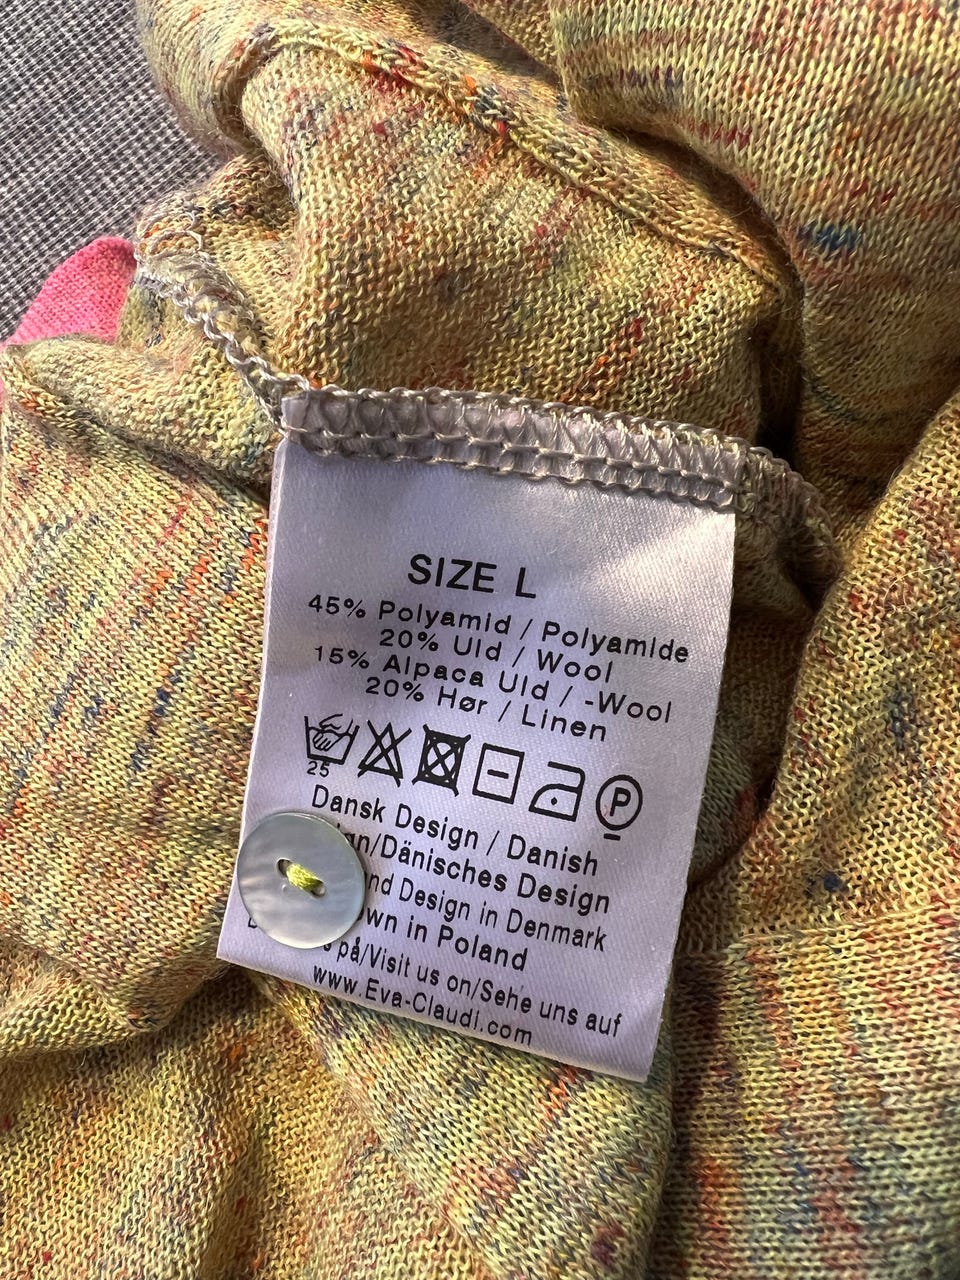 SIZE L
45% Polyamid / Polyamide
20% Uld / Wool
15% Alpaca Uld / -Wool
20% Hør / Linen
25
P
Dansk Design / Danish
/Dänisches Design
Design in Denmark
in Poland
på/Visit us on/Sehe uns auf
www.Eva-Claudi.com